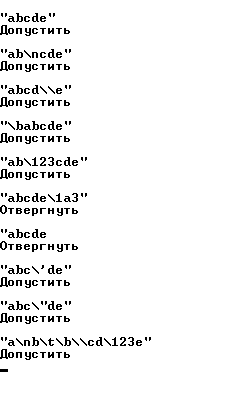 "abcde"
Допустить
"ab\ncde"
Допустить
"abcd\\e"
Допустить
"\babcde"
Допустить
"ab\123cde"
Допустить
"abcde\1a3"
Отвергнуть
"abcde
Отвергнуть
"abc\'de"
Допустить
"abc\"de"
Допустить
"a\nb\t\b\\cd\123e"
Допустить